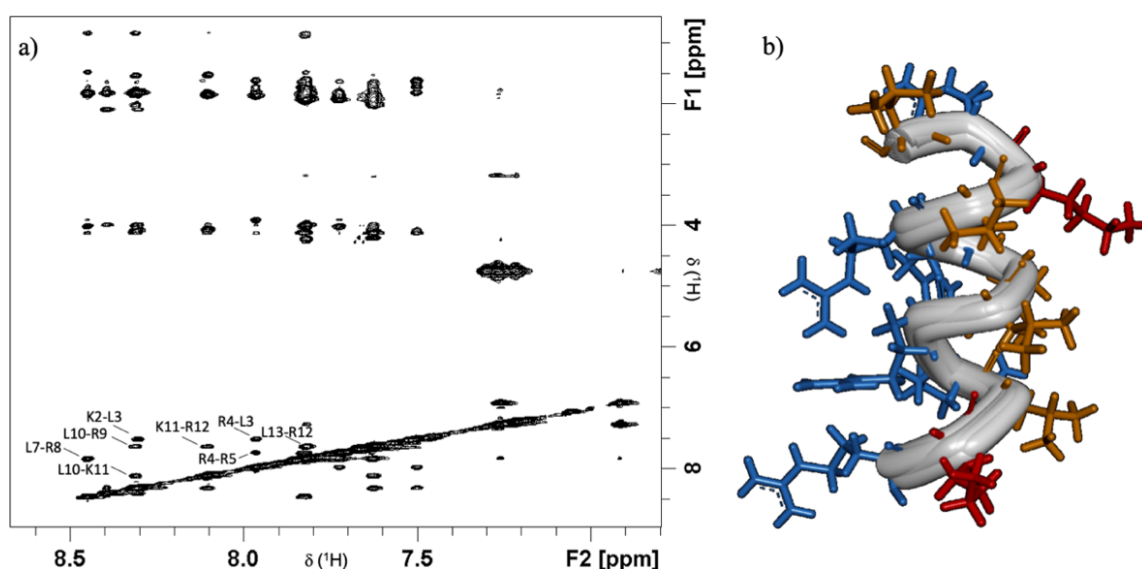 a)
b)
F1 [ppm]
4
δ (¹H)
6
8
K2-L3
L10-R9
L7-R8
L10-K11
K11-R12
R4-L3
L13-R12
R4-R5
8.5
δ (¹H)
8.0
7.5
F2 [ppm]